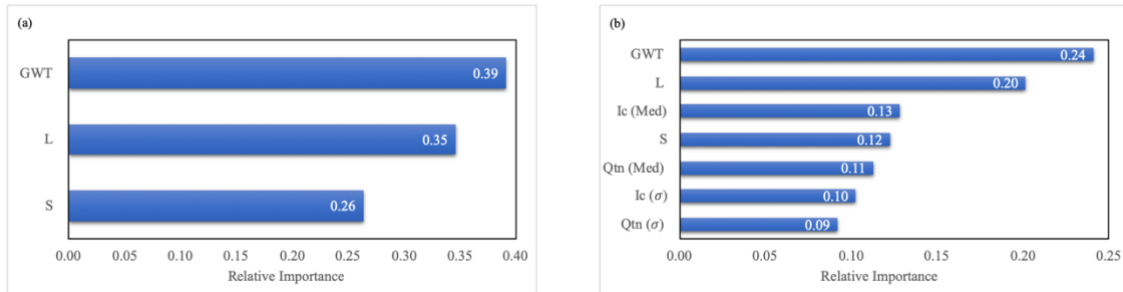 (a)
GWT 0.39
L 0.35
S 0.26
0.00 0.05 0.10 0.15 0.20 0.25 0.30 0.35 0.40
Relative Importance
(b)
GWT 0.24
L 0.20
Ic (Med) 0.13
S 0.12
Qtn (Med) 0.11
Ic (σ) 0.10
Qtn (σ) 0.09
0.00 0.05 0.10 0.15 0.20 0.25
Relative Importance